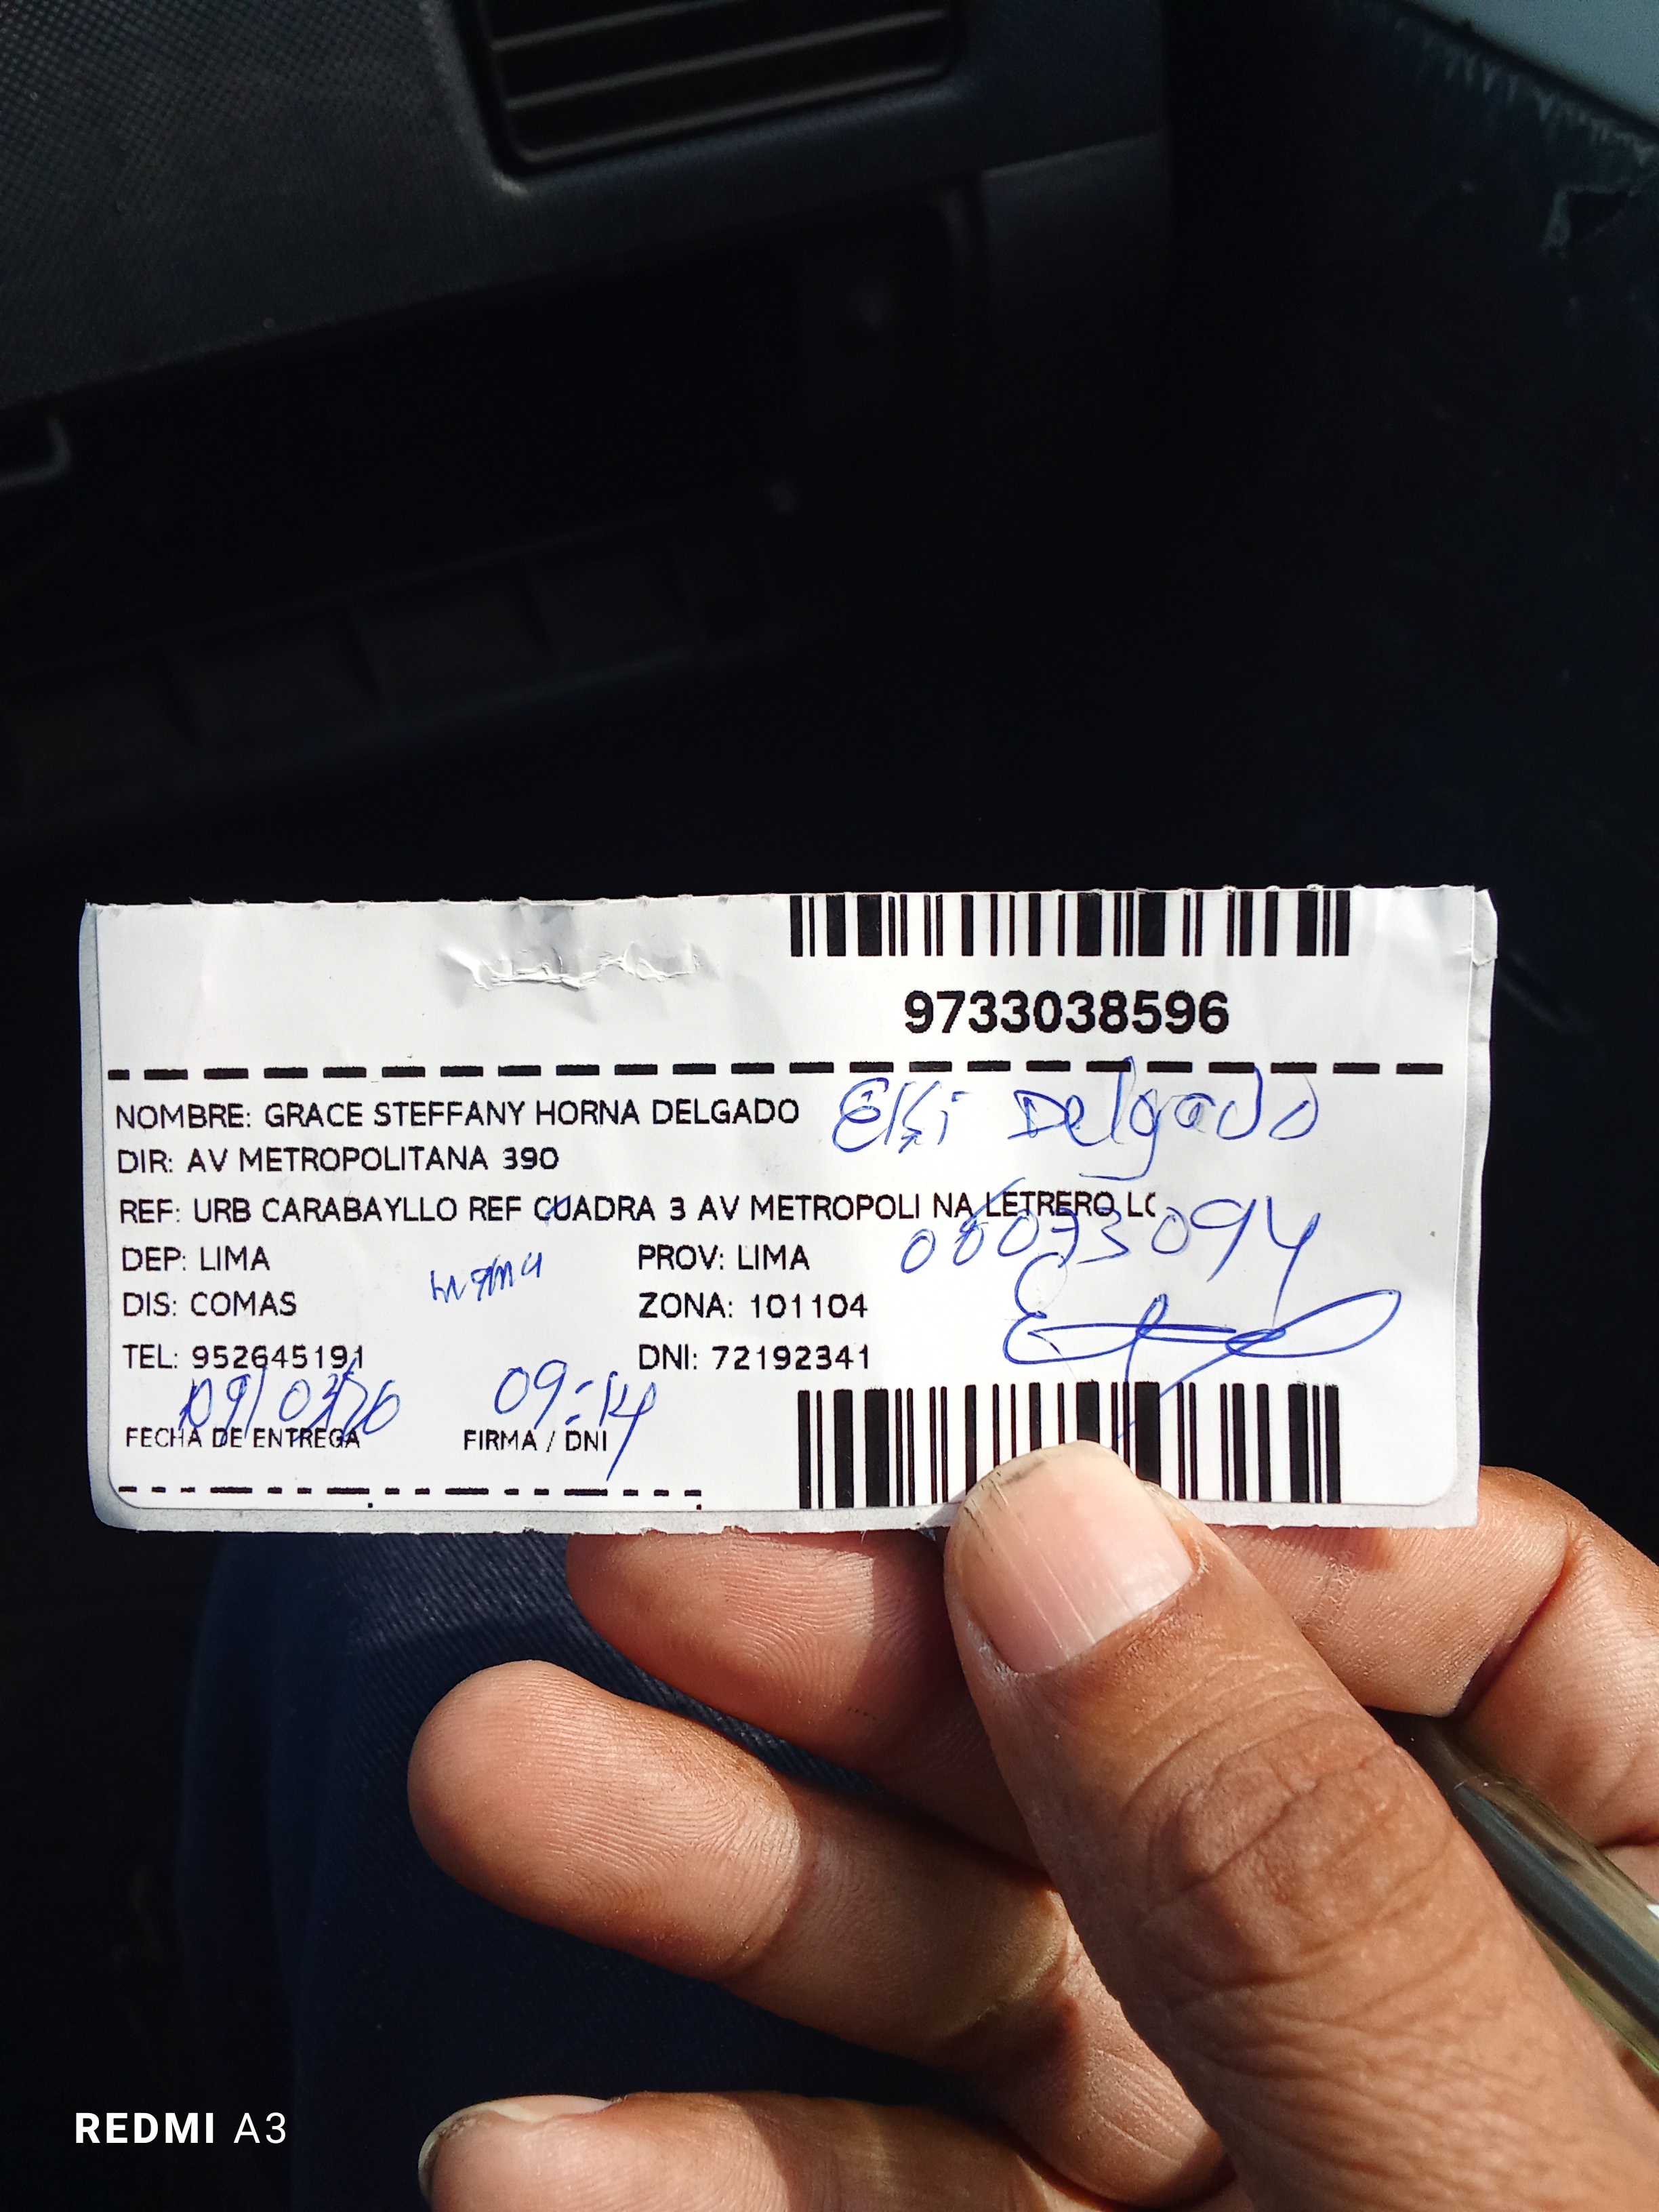 9733038596
NOMBRE: GRACE STEFFANY HORNA DELGADO
Delgado
DIR: AV METROPOLITANA 390
REF: URB CARABAYLLO REF CUADRA 3 AV METROPOLI NA LETRERO LC
DEP: LIMA PROV: LIMA
DIS: COMAS ZONA: 101104
TEL: 952645191 DNI: 72192341
09:14
FECHA DE ENTREGA FIRMA / DNI
REDMI A3